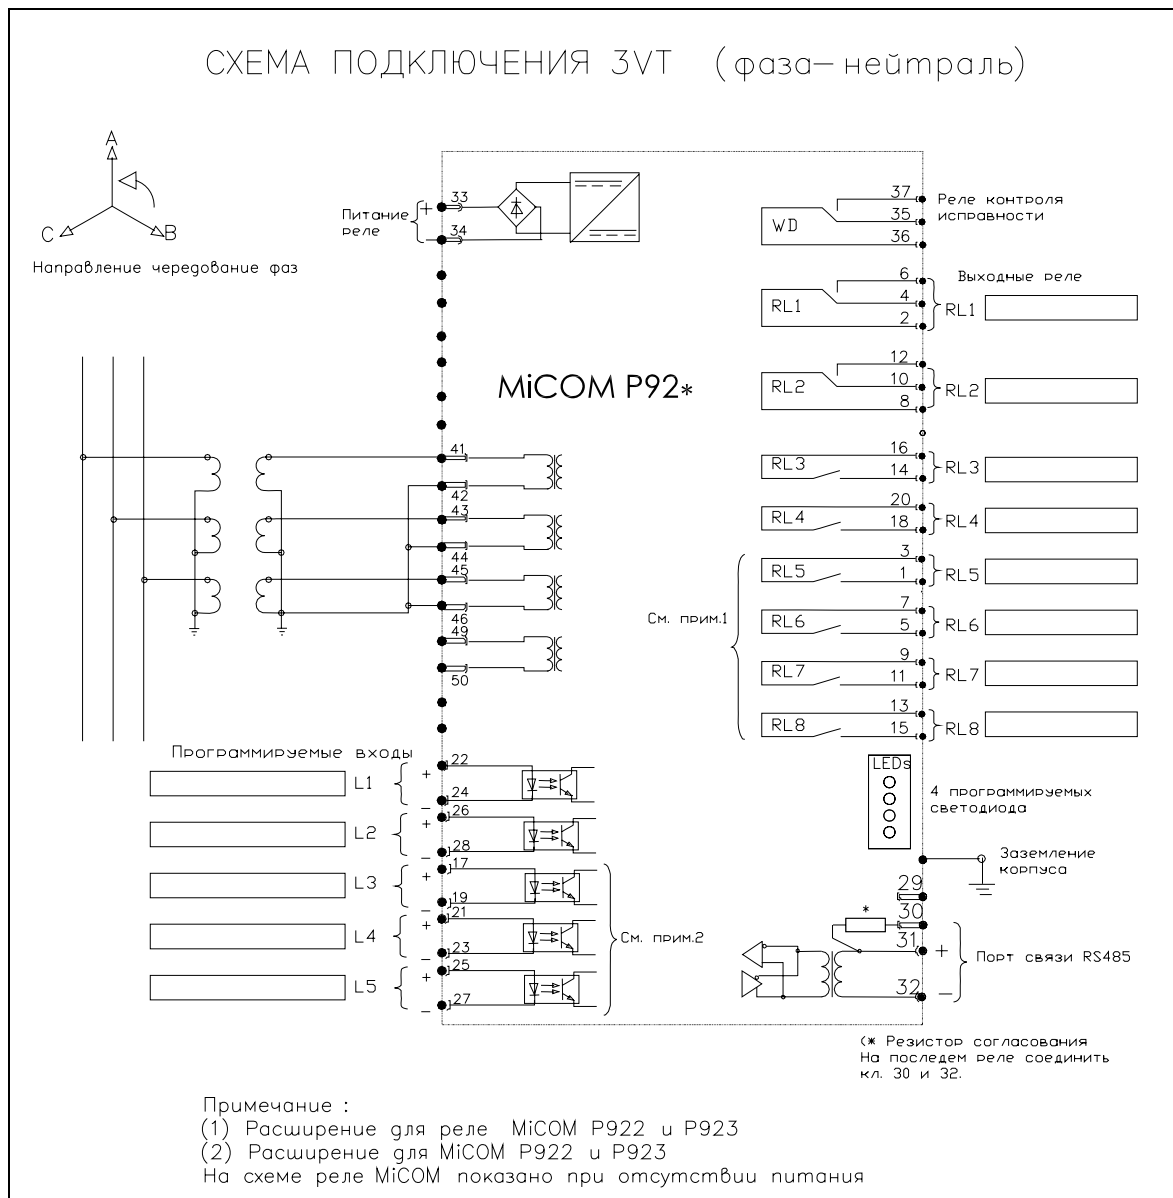 СХЕМА ПОДКЛЮЧЕНИЯ 3VT (фаза– нейтраль)
A
C
B
Направление чередование фаз
Питание
реле
+
−
33
34
MiCOM P92*
WD
37
35
36
Реле контроля
исправности
Выходные реле
RL1
6
4
2
RL1
RL2
12
10
8
RL2
RL3
16
14
RL3
RL4
20
18
RL4
См. прим.1
RL5
3
1
RL5
RL6
7
5
RL6
RL7
9
11
RL7
RL8
13
15
RL8
41
42
43
44
45
46
49
50
Программируемые входы
L1
+
−
22
24
L2
+
−
26
28
L3
+
−
17
19
L4
+
−
21
23
L5
+
−
25
27
См. прим.2
LEDs
4 программируемых
светодиода
Заземление
корпуса
29
30
*
31
+
32
−
Порт связи RS485
(* Резистор согласования
На последем реле соединить
кл. 30 и 32.
Примечание :
(1) Расширение для реле MiCOM P922 и P923
(2) Расширение для MiCOM P922 и P923
На схеме реле MiCOM показано при отсутствии питания